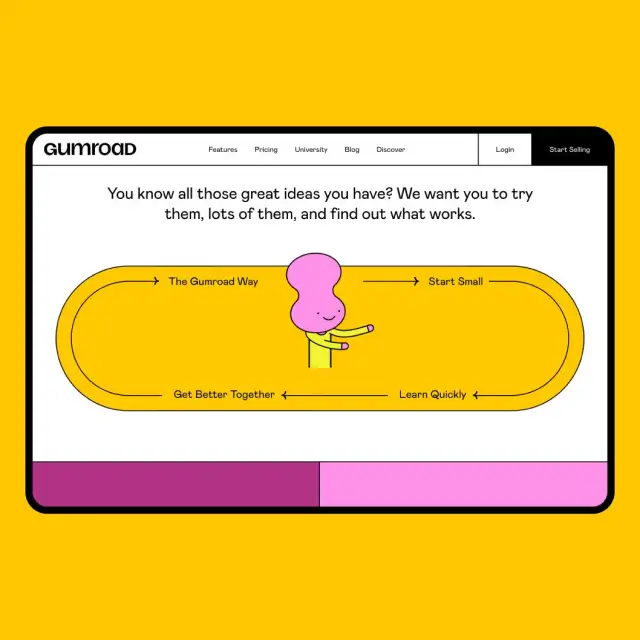 GUMROAD
Features Pricing University Blog Discover Login Start Selling
You know all those great ideas you have? We want you to try
them, lots of them, and find out what works.
The Gumroad Way
Start Small
Get Better Together
Learn Quickly